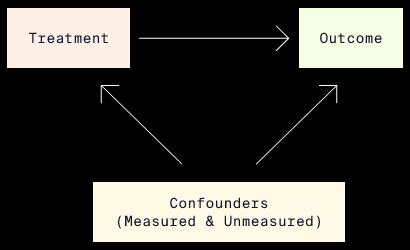 Treatment
Outcome
Confounders
(Measured & Unmeasured)